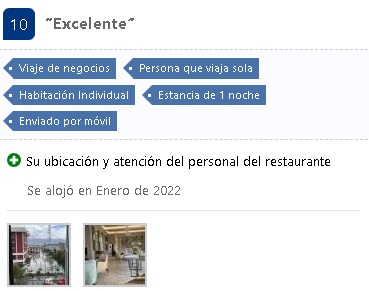 10 “Excelente”
Viaje de negocios Persona que viaja sola
Habitación Individual Estancia de 1 noche
Enviado por móvil
Su ubicación y atención del personal del restaurante
Se alojó en Enero de 2022